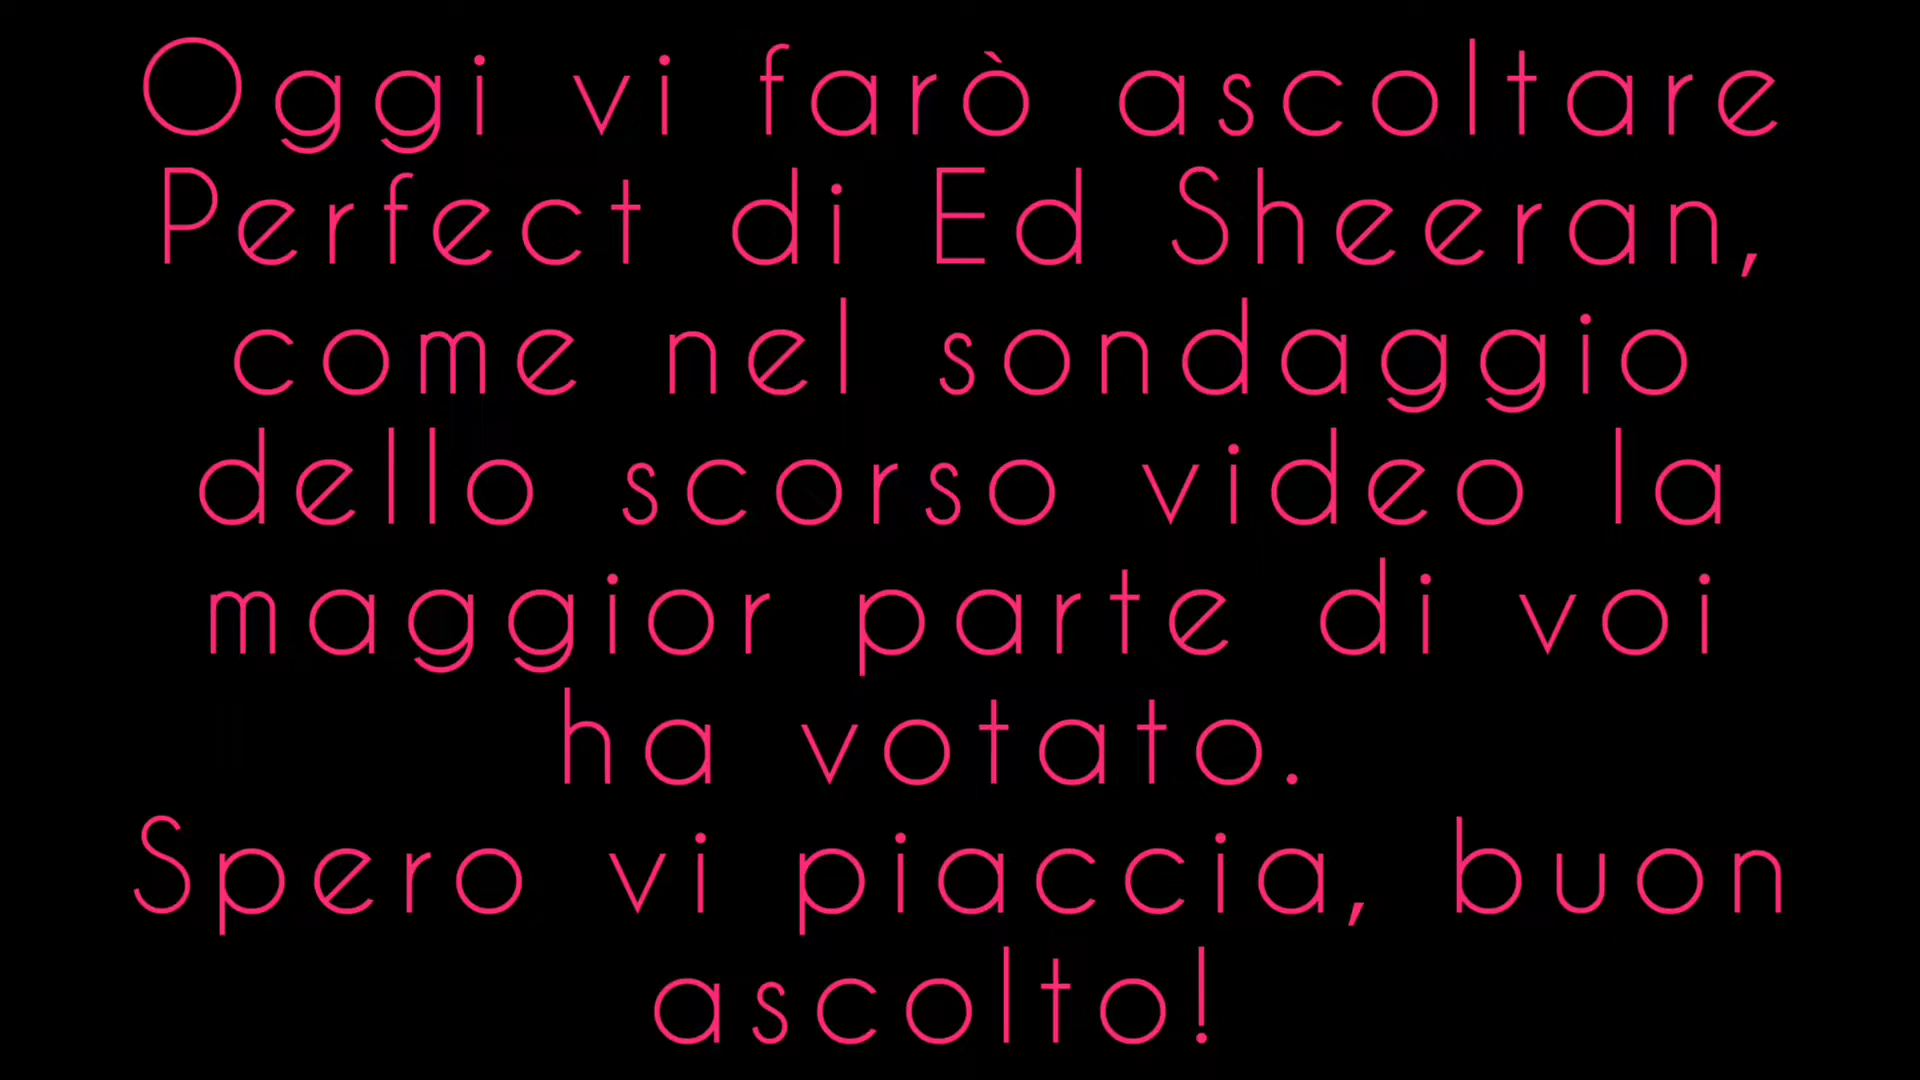 Oggi vi farò ascoltare
Perfect di Ed Sheeran,
come nel sondaggio
dello scorso video la
maggior parte di voi
ha votato.
Spero vi piaccia, buon
ascolto!